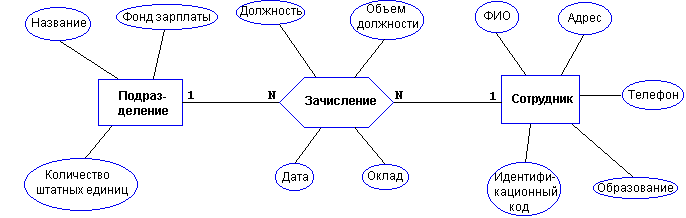 Название
Фонд зарплаты
Должность
Объем
должности
ФИО
Адрес
Подраз-
деление
1
N
Зачисление
N
1
Сотрудник
Телефон
Количество
штатных единиц
Дата
Оклад
Идентифи-
кационный
код
Образование